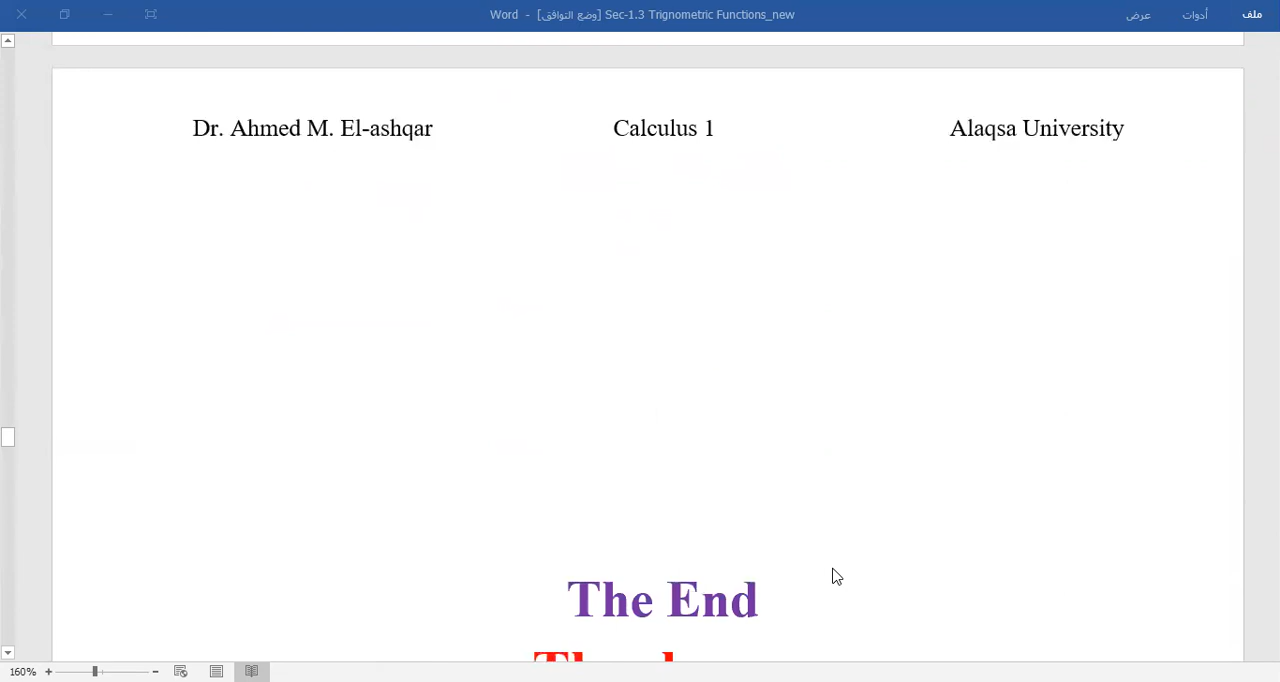 Word - [وضع التوافق] Sec-1.3 Trignometric Functions_new
عرض أدوات ملف
Dr. Ahmed M. El-ashqar Calculus 1 Alaqsa University
The End
160%